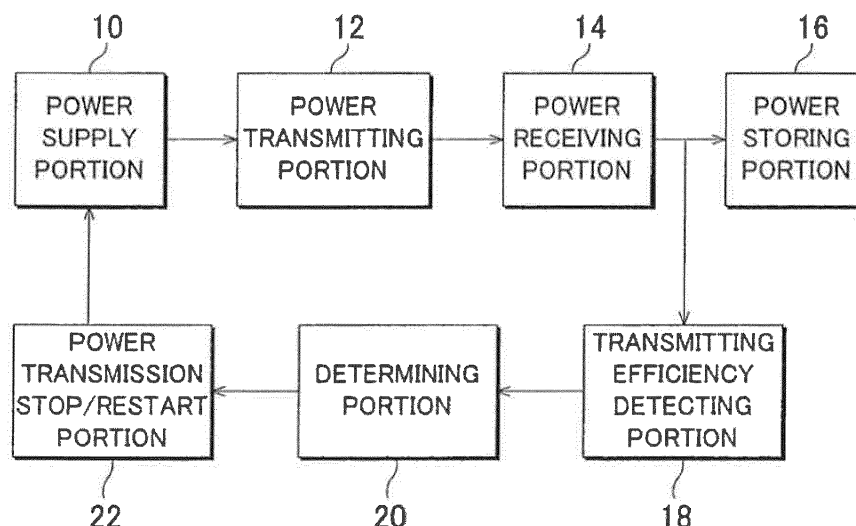 10
12
14
16
POWER
SUPPLY
PORTION
POWER
TRANSMITTING
PORTION
POWER
RECEIVING
PORTION
POWER
STORING
PORTION
POWER
TRANSMISSION
STOP/RESTART
PORTION
DETERMINING
PORTION
TRANSMITTING
EFFICIENCY
DETECTING
PORTION
22
20
18